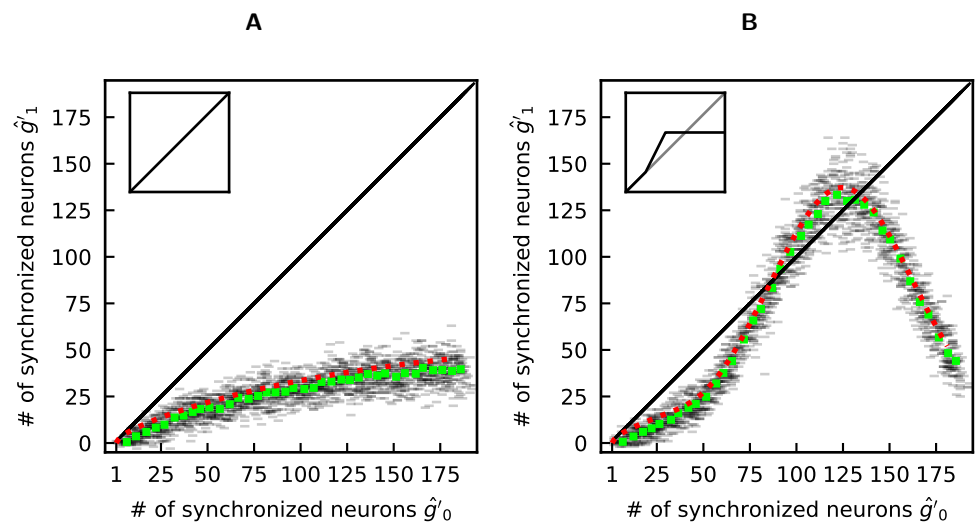 A
B
# of synchronized neurons ĝ′₁
175
150
125
100
75
50
25
0
1 25 50 75 100 125 150 175
# of synchronized neurons ĝ′₀
# of synchronized neurons ĝ′₁
175
150
125
100
75
50
25
0
1 25 50 75 100 125 150 175
# of synchronized neurons ĝ′₀